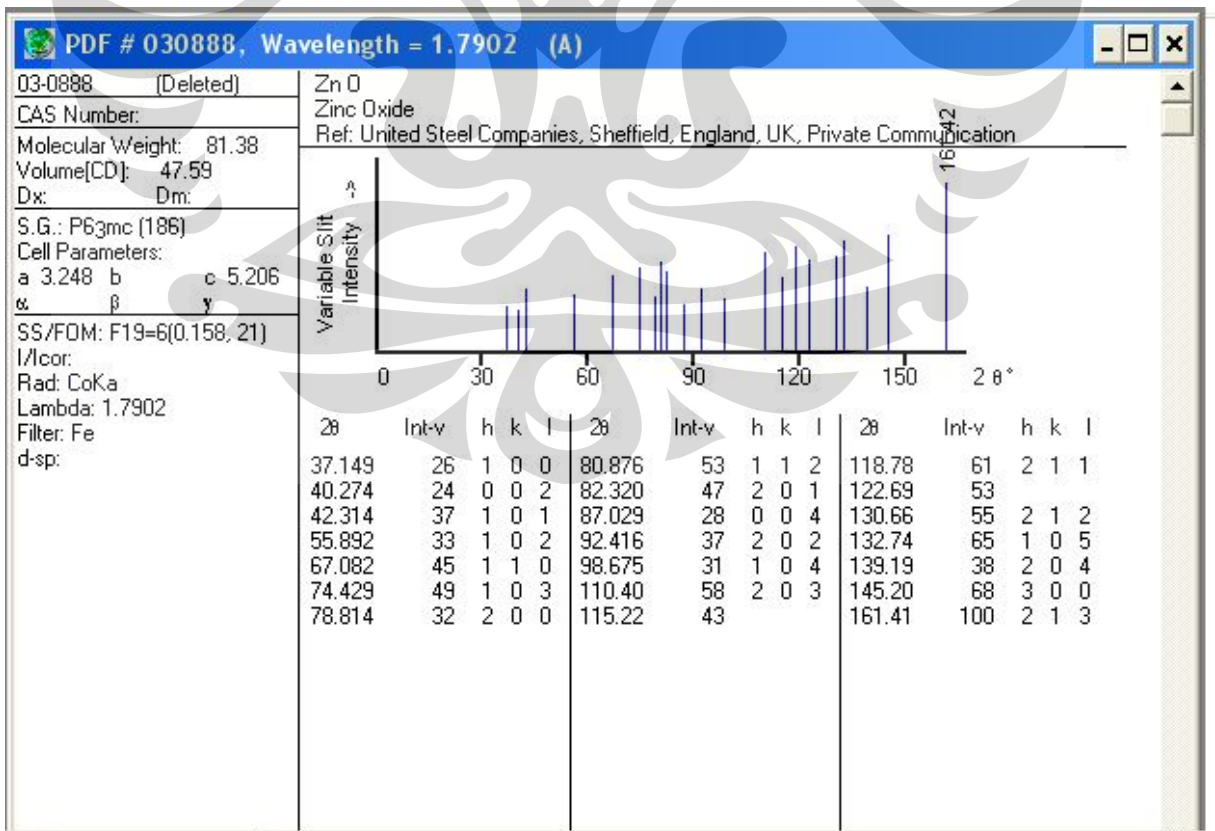 PDF # 030888, Wavelength = 1.7902 (A)
03-0888 (Deleted)
CAS Number:
Molecular Weight: 81.38
Volume[CD]: 47.59
Dx: Dm:
S.G.: P63mc (186)
Cell Parameters:
a 3.248 b c 5.206
α β γ
SS/FOM: F19=6(0.158, 21)
I/Icor:
Rad: CoKa
Lambda: 1.7902
Filter: Fe
d-sp:
Zn O
Zinc Oxide
Ref: United Steel Companies, Sheffield, England, UK, Private Communication
161.42
Variable Slit
Intensity ->
0 30 60 90 120 150 2 θ °
2θ Int-v h k l 2θ Int-v h k l 2θ Int-v h k l
37.149 26 1 0 0 80.876 53 1 1 2 118.78 61 2 1 1
40.274 24 0 0 2 82.320 47 2 0 1 122.69 53
42.314 37 1 0 1 87.029 28 0 0 4 130.66 55 2 1 2
55.892 33 1 0 2 92.416 37 2 0 2 132.74 65 1 0 5
67.082 45 1 1 0 98.675 31 1 0 4 139.19 38 2 0 4
74.429 49 1 0 3 110.40 58 2 0 3 145.20 68 3 0 0
78.814 32 2 0 0 115.22 43 161.41 100 2 1 3